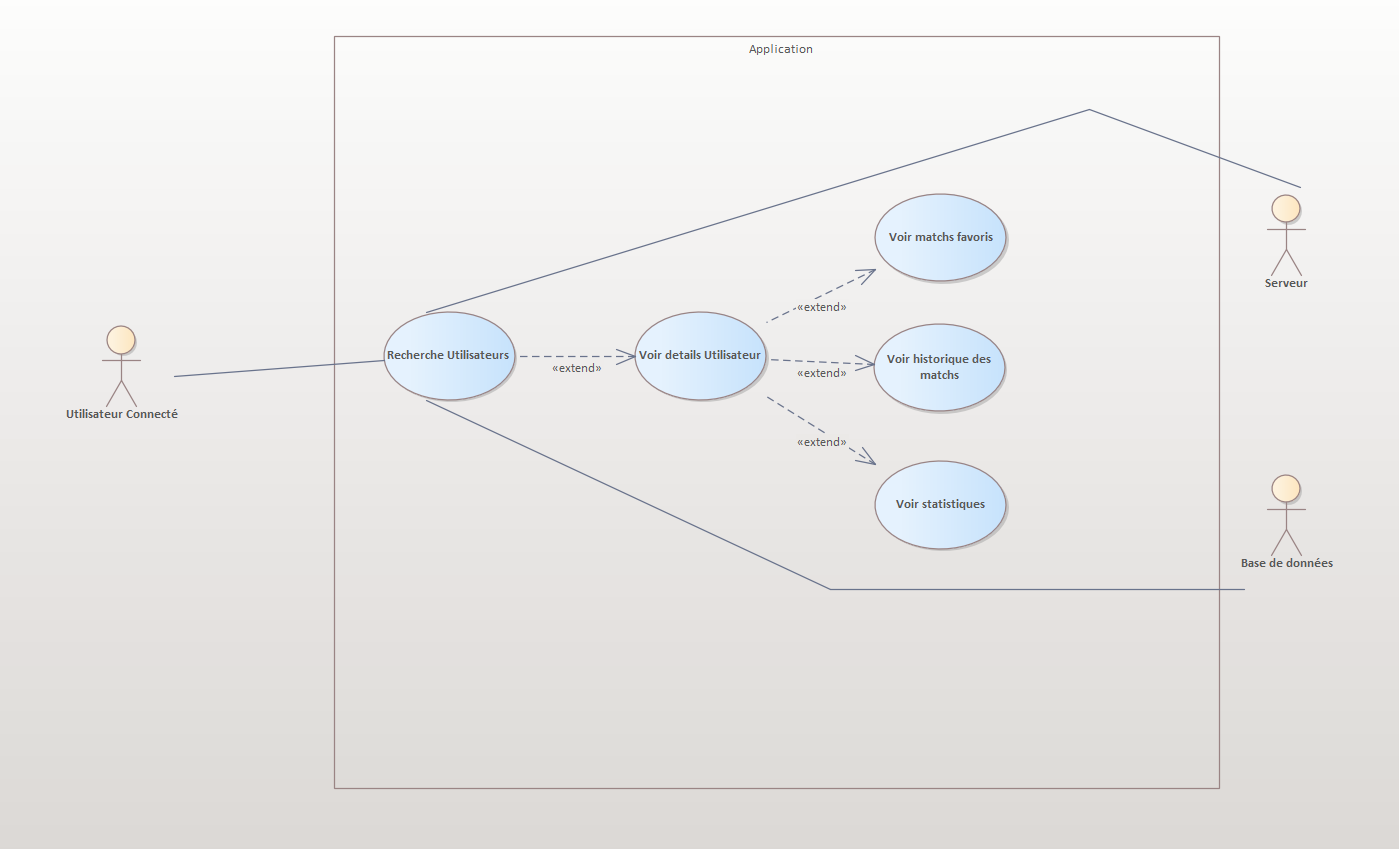 Application
Voir matchs favoris
Serveur
«extend»
Recherche Utilisateurs
«extend»
Voir details Utilisateur
«extend»
Voir historique des
matchs
Utilisateur Connecté
«extend»
Voir statistiques
Base de données